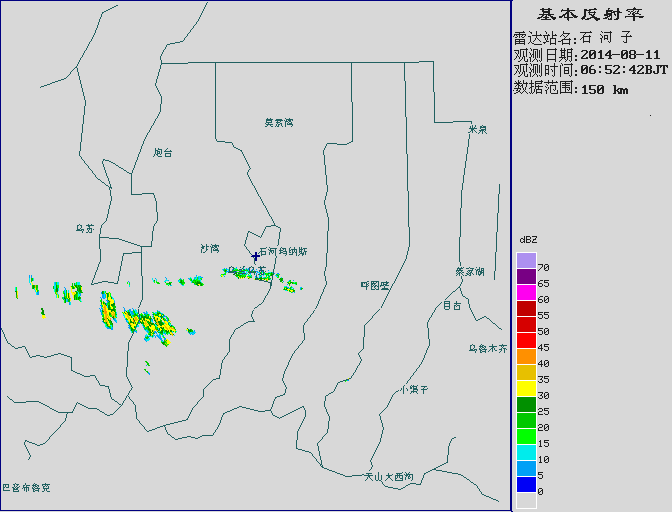 基本反射率
雷达站名:石 河 子
观测日期:2014-08-11
观测时间:06:52:42BJT
数据范围:150 km
莫索湾
米泉
炮台
乌苏
沙湾
石河玛纳斯
蔡家湖
呼图壁
昌吉
乌鲁木齐
小渠子
天山大西沟
巴音布鲁克
dBZ
70
65
60
55
50
45
40
35
30
25
20
15
10
5
0